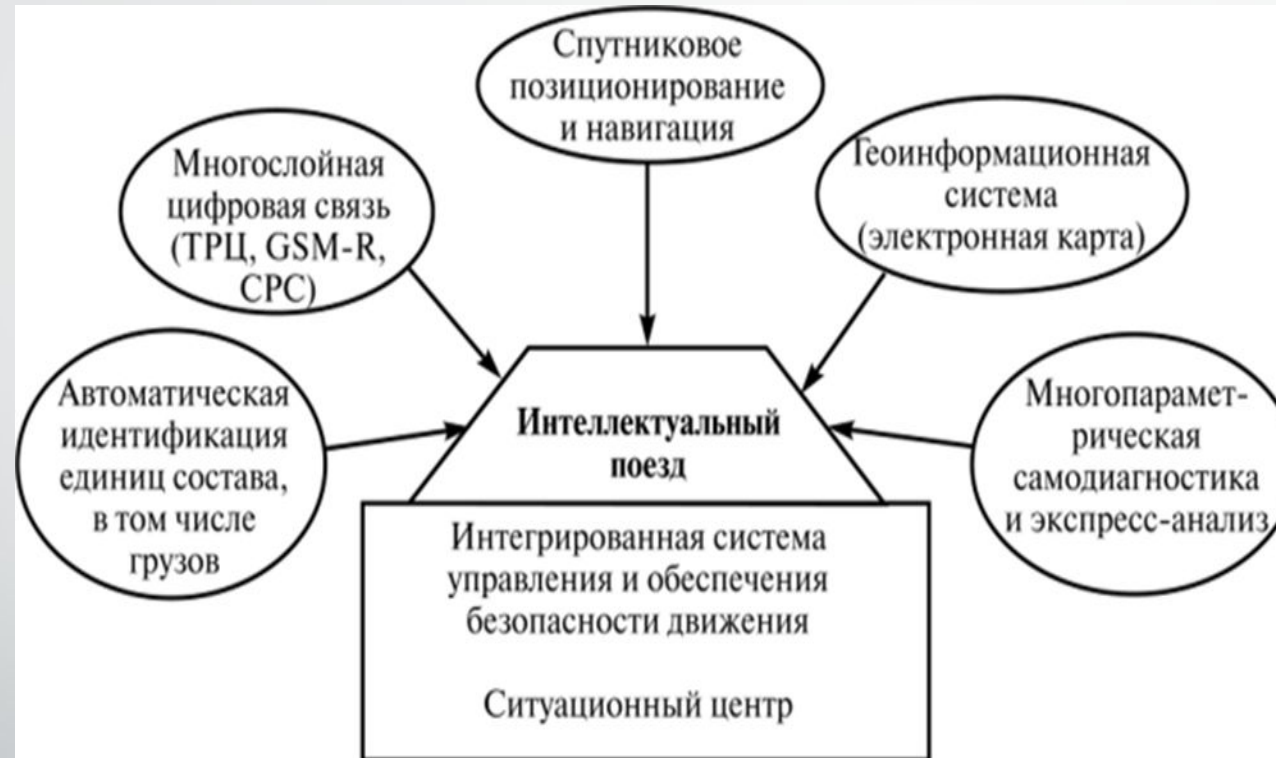 Спутниковое
позиционирование
и навигация
Многослойная
цифровая связь
(ТРЦ, GSM-R,
СРС)
Геоинформационная
система
(электронная карта)
Автоматическая
идентификация
единиц состава,
в том числе
грузов
Интеллектуальный
поезд
Многопарамет-
рическая
самодиагностика
и экспресс-анализ
Интегрированная система
управления и обеспечения
безопасности движения
Ситуационный центр